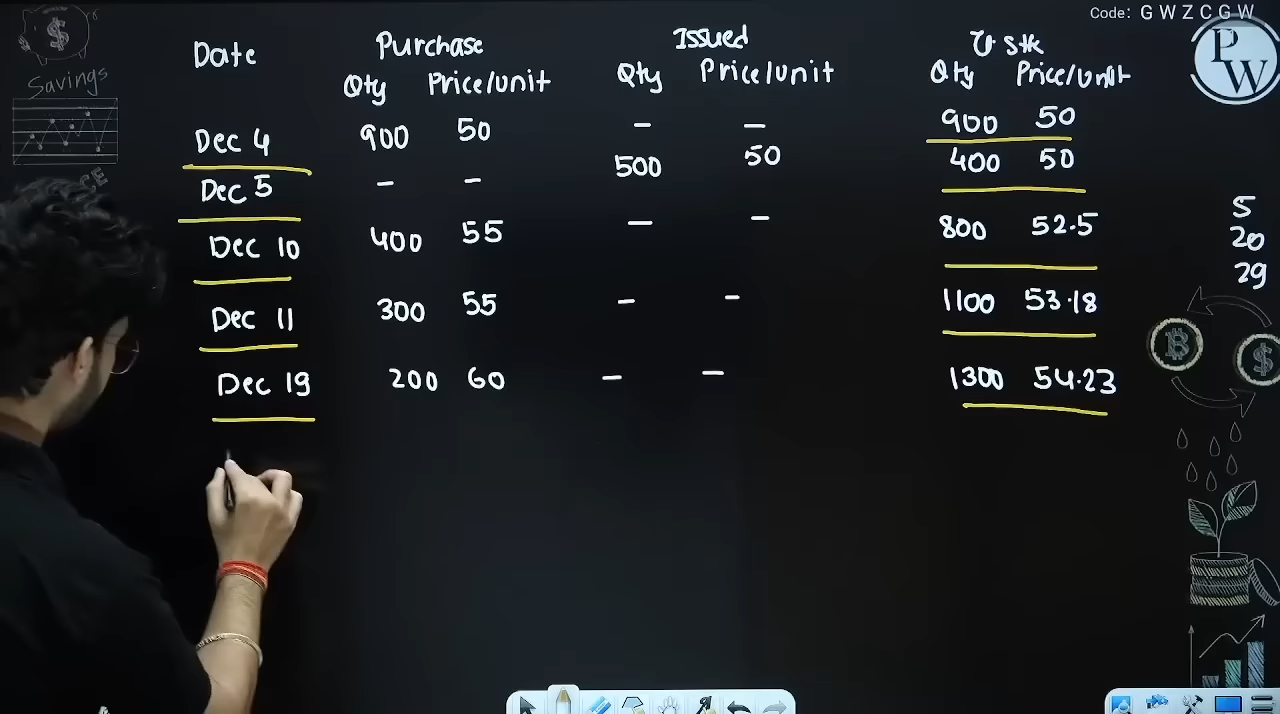 Code: G W Z C G W
Savings
CE
Date Purchase Issued Stk
Qty Price/unit Qty Price/unit Qty Price/unit
Dec 4 900 50 - - 900 50
Dec 5 - - 500 50 400 50
Dec 10 400 55 - - 800 52.5
Dec 11 300 55 - - 1100 53.18
Dec 19 200 60 - - 1300 54.23
5
20
29
PW